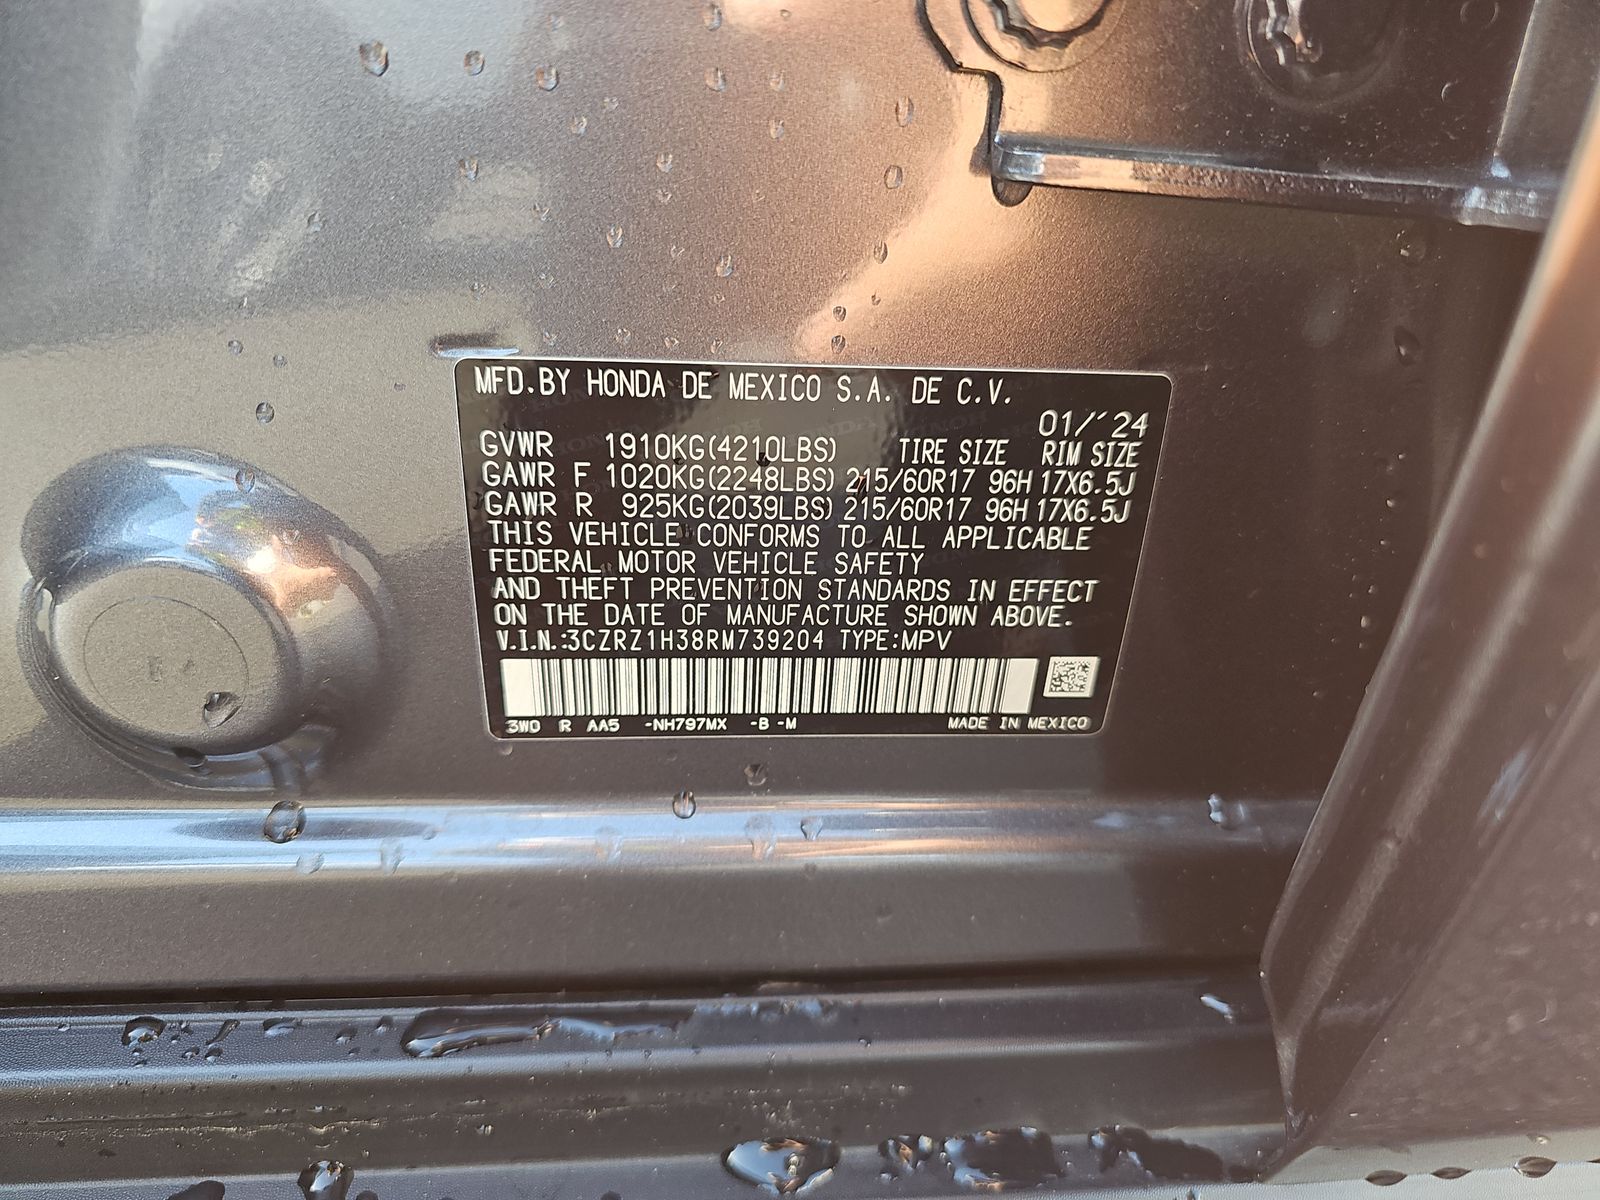 MFD.BY HONDA DE MEXICO S.A. DE C.V.
01/'24
GVWR 1910KG(4210LBS) TIRE SIZE RIM SIZE
GAWR F 1020KG(2248LBS) 215/60R17 96H 17X6.5J
GAWR R 925KG(2039LBS) 215/60R17 96H 17X6.5J
THIS VEHICLE CONFORMS TO ALL APPLICABLE
FEDERAL MOTOR VEHICLE SAFETY
AND THEFT PREVENTION STANDARDS IN EFFECT
ON THE DATE OF MANUFACTURE SHOWN ABOVE.
V.I.N.:3CZRZ1H38RM739204 TYPE:MPV
3WD R AA5 -NH797MX -B -M MADE IN MEXICO